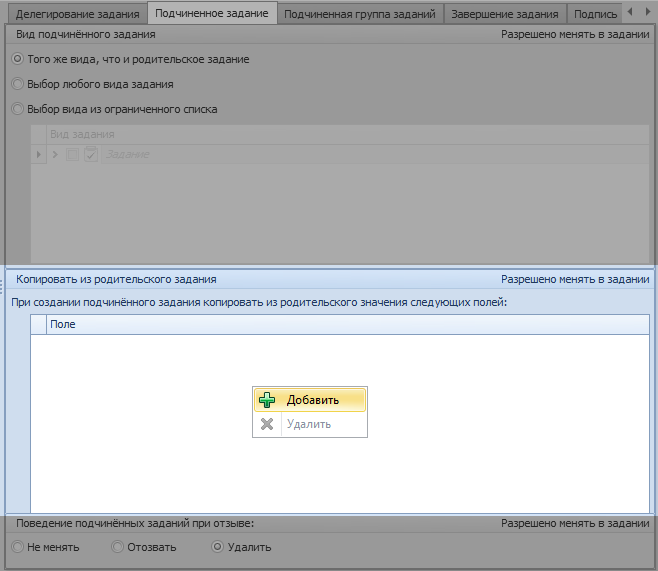 Делегирование задания Подчиненное задание Подчиненная группа заданий Завершение задания Подпись
Вид подчинённого задания Разрешено менять в задании
Того же вида, что и родительское задание
Выбор любого вида задания
Выбор вида из ограниченного списка
Вид задания
Задание
Копировать из родительского задания Разрешено менять в задании
При создании подчинённого задания копировать из родительского значения следующих полей:
Поле
Добавить
Удалить
Поведение подчинённых заданий при отзыве: Разрешено менять в задании
Не менять Отозвать Удалить